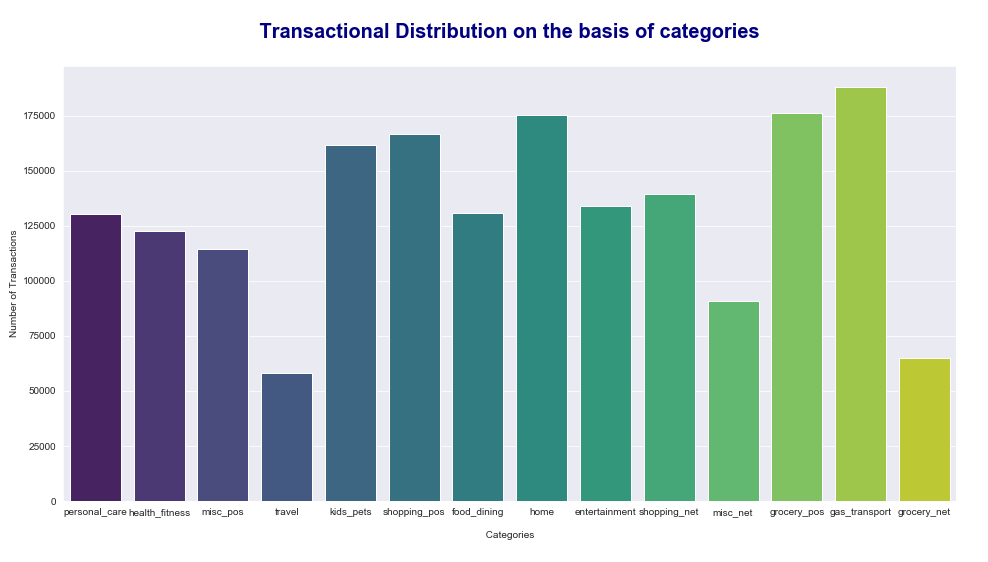 Transactional Distribution on the basis of categories
Number of Transactions
175000
150000
125000
100000
75000
50000
25000
0
personal_care health_fitness misc_pos travel kids_pets shopping_pos food_dining home entertainment shopping_net misc_net grocery_pos gas_transport grocery_net
Categories